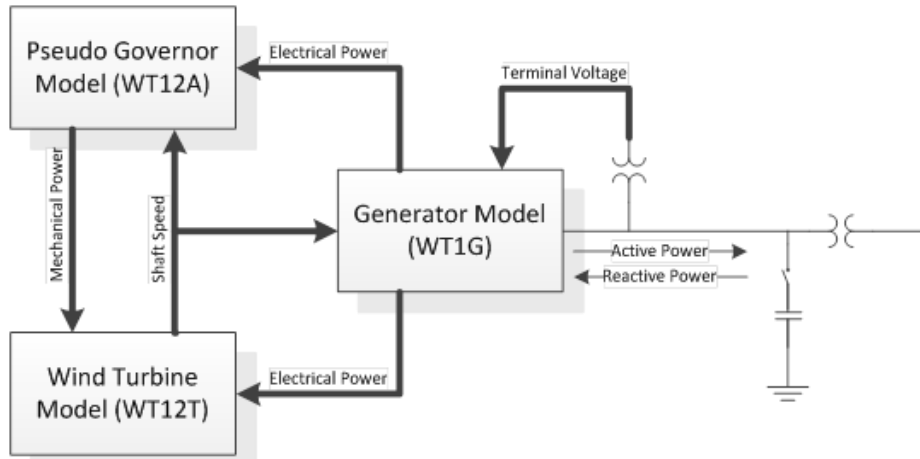 Pseudo Governor
Model (WT12A)
Electrical Power
Terminal Voltage
Mechanical Power
Shaft Speed
Generator Model
(WT1G)
Active Power
Reactive Power
Wind Turbine
Model (WT12T)
Electrical Power